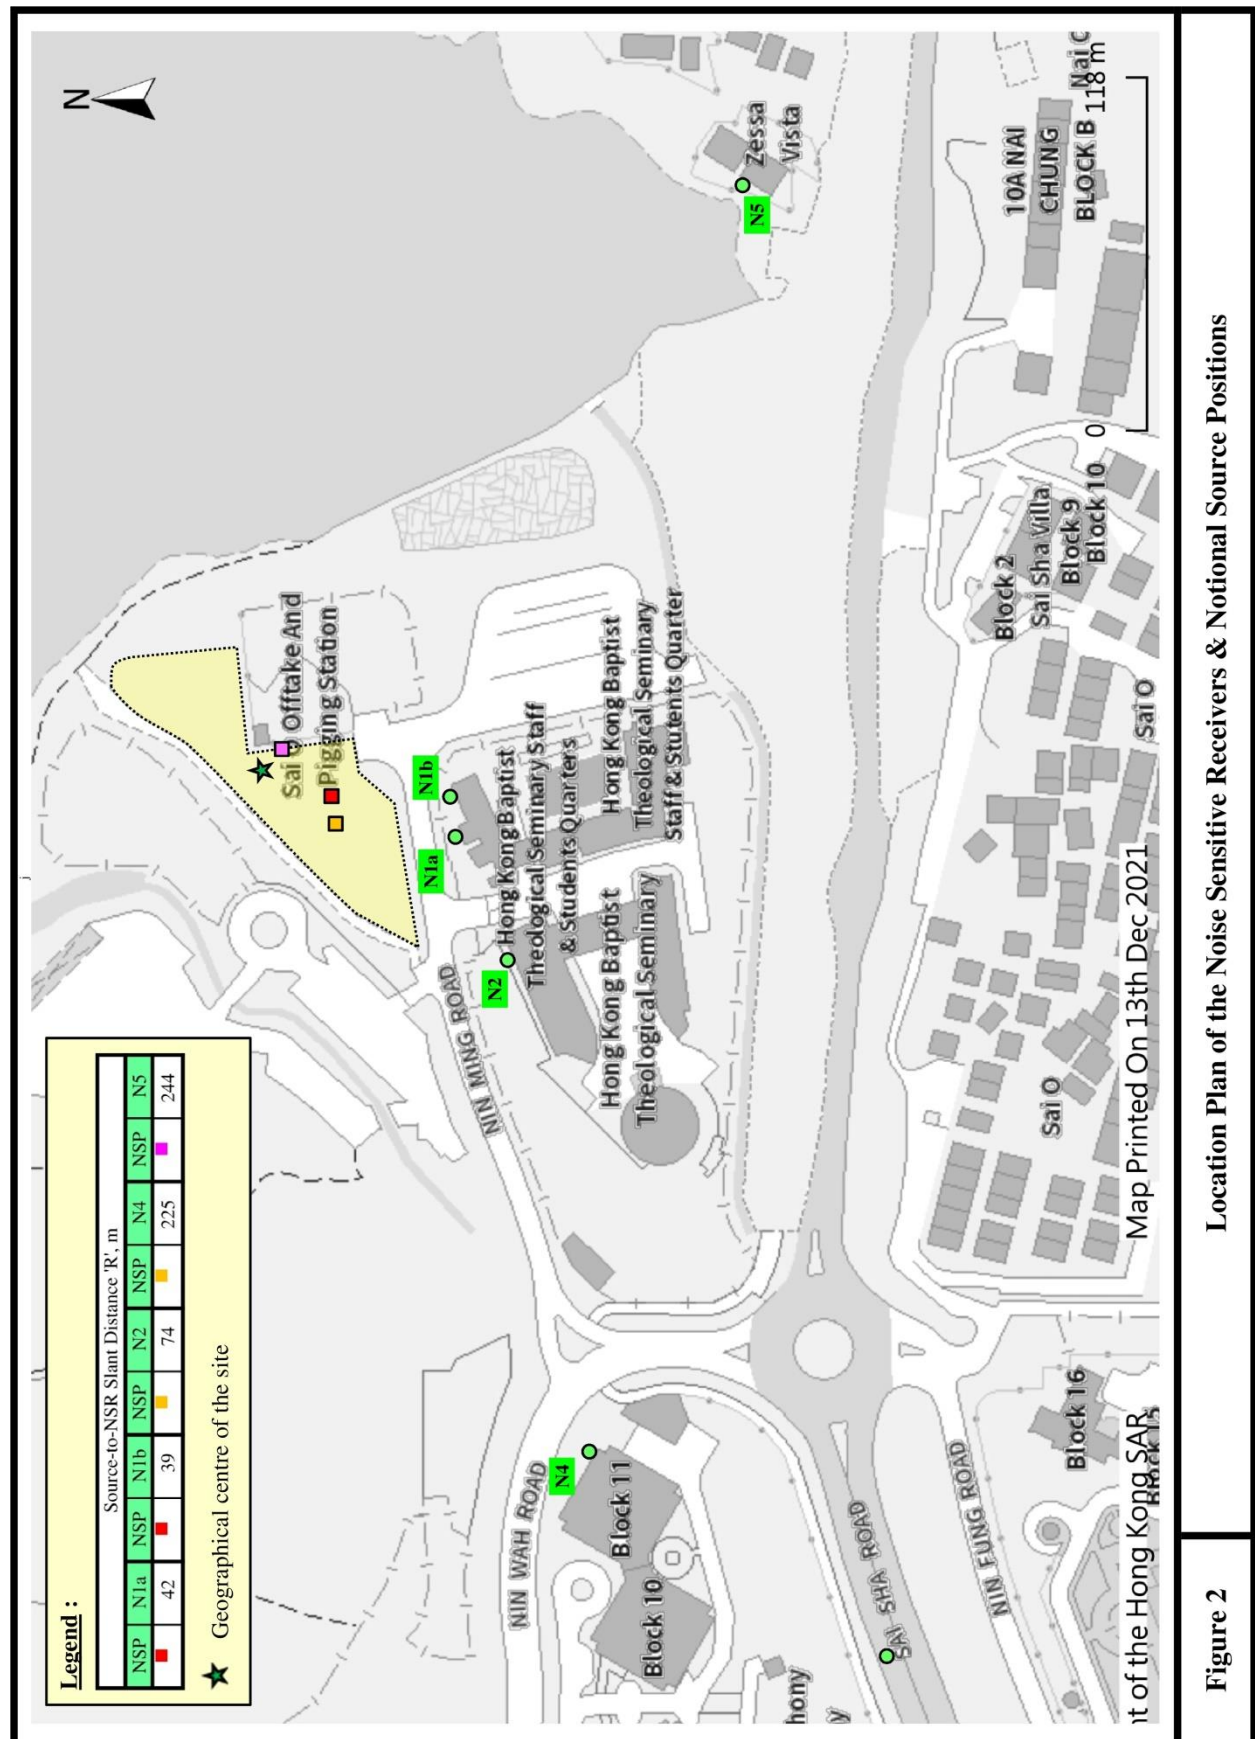 Legend :
Source-to-NSR Slant Distance 'R', m
NSP N1a NSP N1b NSP N2 NSP N4 NSP N5
42 39 74 225 244
Geographical centre of the site
N
Sai O Offtake And
Pigging Station
N1a
N1b
N2
N4
N5
Zessa
Vista
NIN MING ROAD
Hong Kong Baptist
Theological Seminary Staff
& Students Quarters
Hong Kong Baptist
Theological Seminary
Staff & Stutents Quarter
Hong Kong Baptist
Theological Seminary
NIN WAH ROAD
Block 11
Block 10
SAI SHA ROAD
NIN FUNG ROAD
Block 16
Block 15
hony
y
Block 2
Sai Sha Villa
Block 9
Block 10
10A NAI
CHUNG
BLOCK B
Nai C
Sai O
Sai O
0 118 m
nt of the Hong Kong SAR
Map Printed On 13th Dec 2021
Figure 2
Location Plan of the Noise Sensitive Receivers & Notional Source Positions